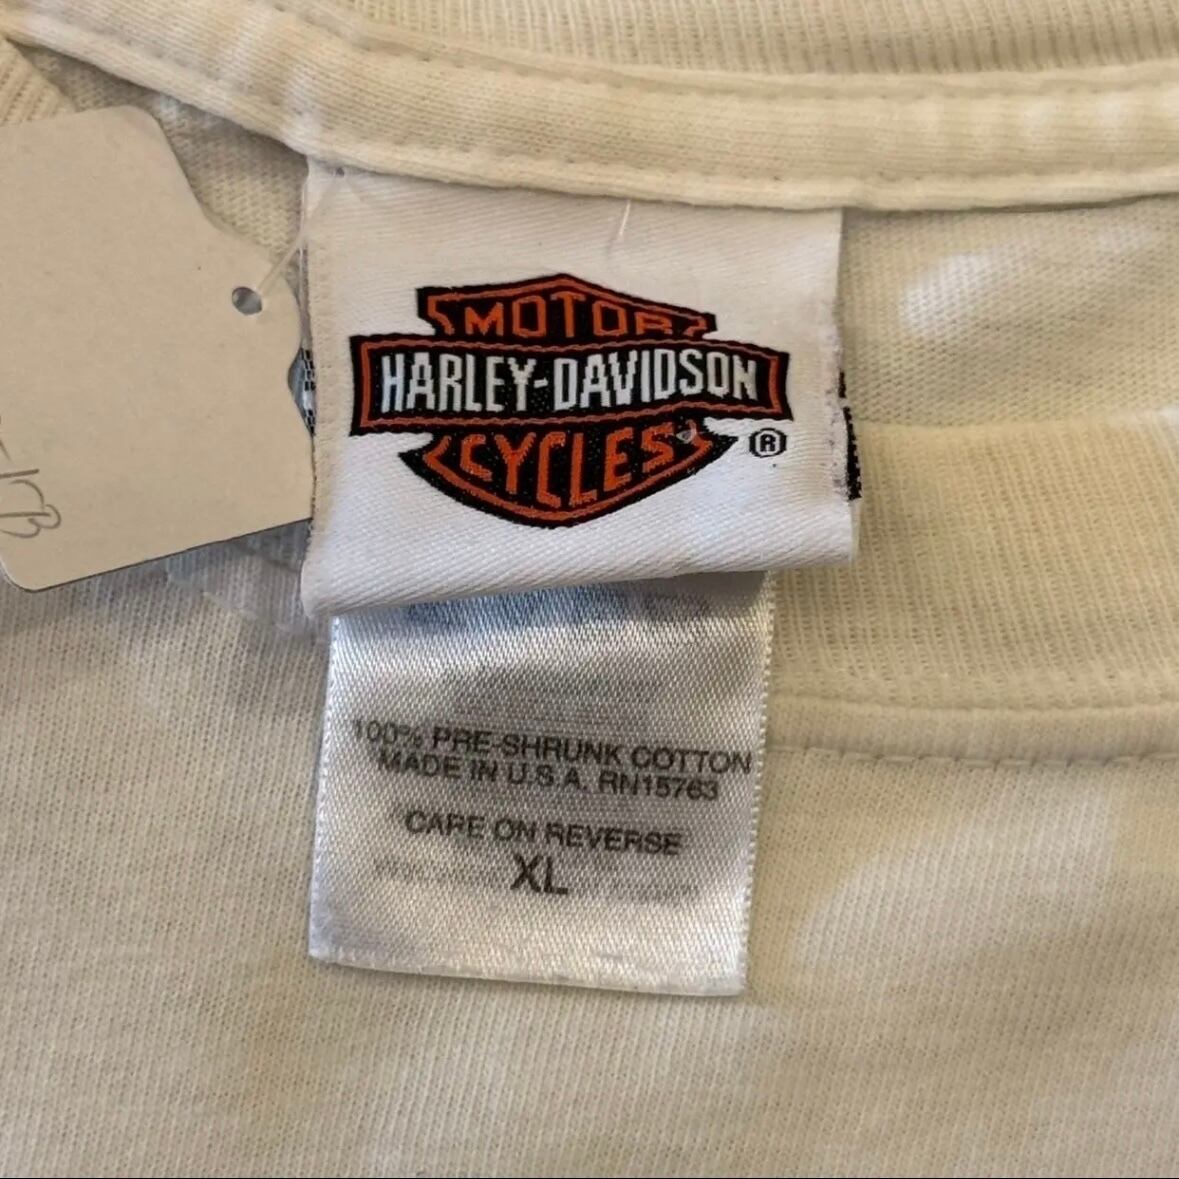 MOTOR
HARLEY-DAVIDSON
CYCLES
®
100% PRE-SHRUNK COTTON
MADE IN U.S.A. RN15763
CARE ON REVERSE
XL